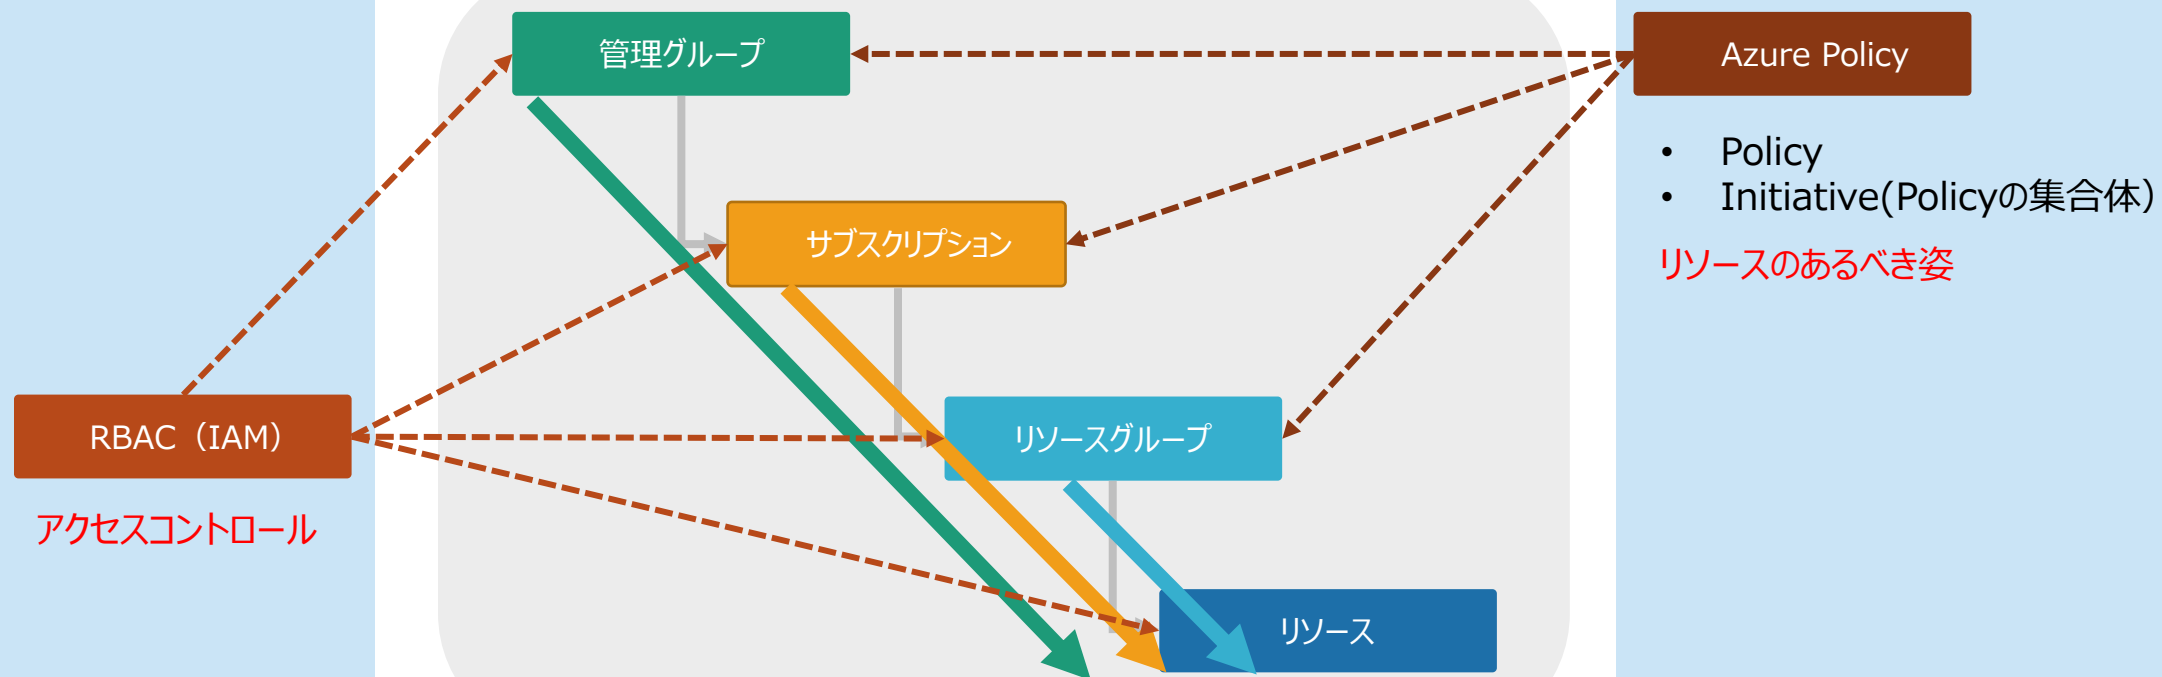 管理グループ
Azure Policy
• Policy
• Initiative(Policyの集合体）
サブスクリプション
リソースのあるべき姿
RBAC（IAM）
リソースグループ
アクセスコントロール
リソース